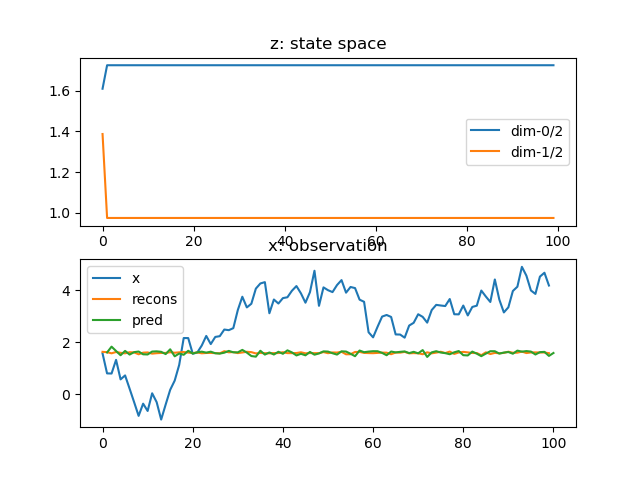 z: state space
1.6
1.4
1.2
1.0
dim-0/2
dim-1/2
0 20 40 60 80 100
x: observation
4
2
0
x
recons
pred
0 20 40 60 80 100